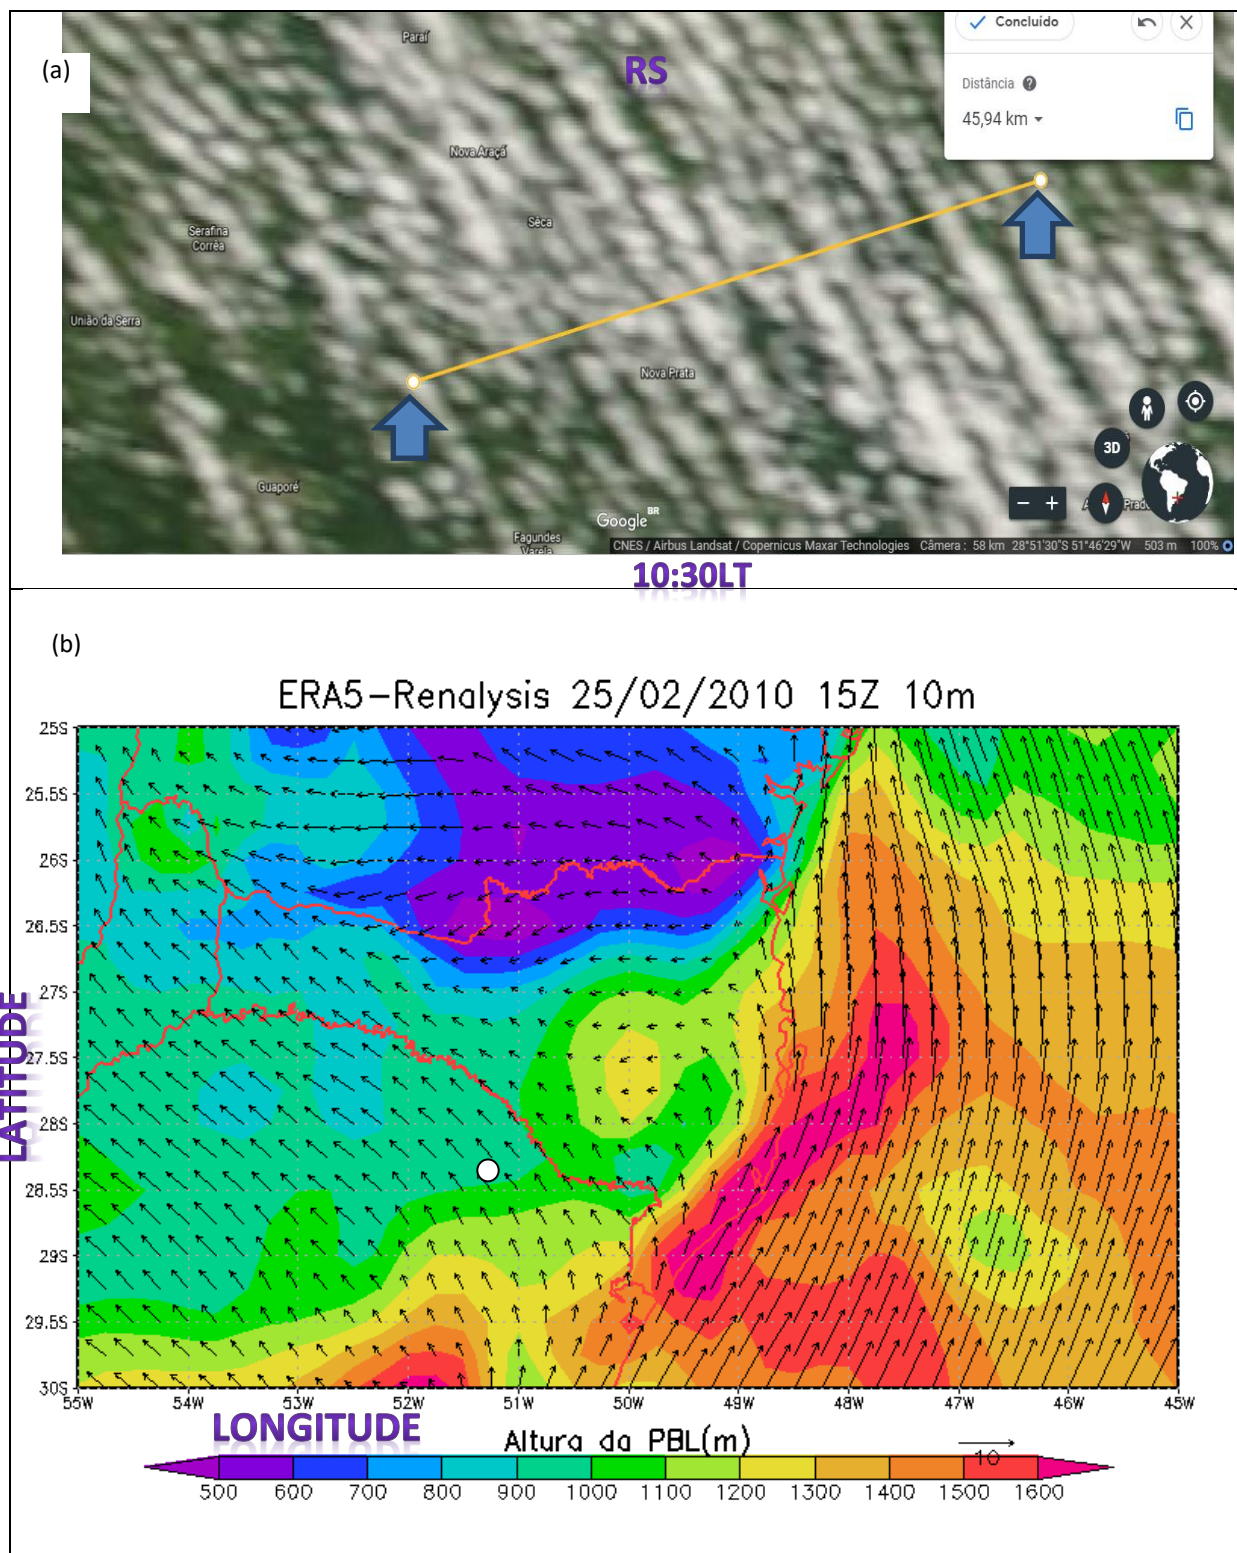 (a)
Paraí
RS
Concluído
Distância
45,94 km
Nova Araçá
Sêca
Serafina
Corrêa
União da Serra
Nova Prata
Guaporé
3D
Google BR
Fagundes
Varela
CNES / Airbus Landsat / Copernicus Maxar Technologies Câmera : 58 km 28°51'30"S 51°46'29"W 503 m 100%
10:30LT
(b)
ERA5-Renalysis 25/02/2010 15Z 10m
25S
25.5S
26S
26.5S
27S
27.5S
28S
28.5S
29S
29.5S
30S
LATITUDE
55W 54W 53W 52W 51W 50W 49W 48W 47W 46W 45W
LONGITUDE
Altura da PBL(m)
10
500 600 700 800 900 1000 1100 1200 1300 1400 1500 1600